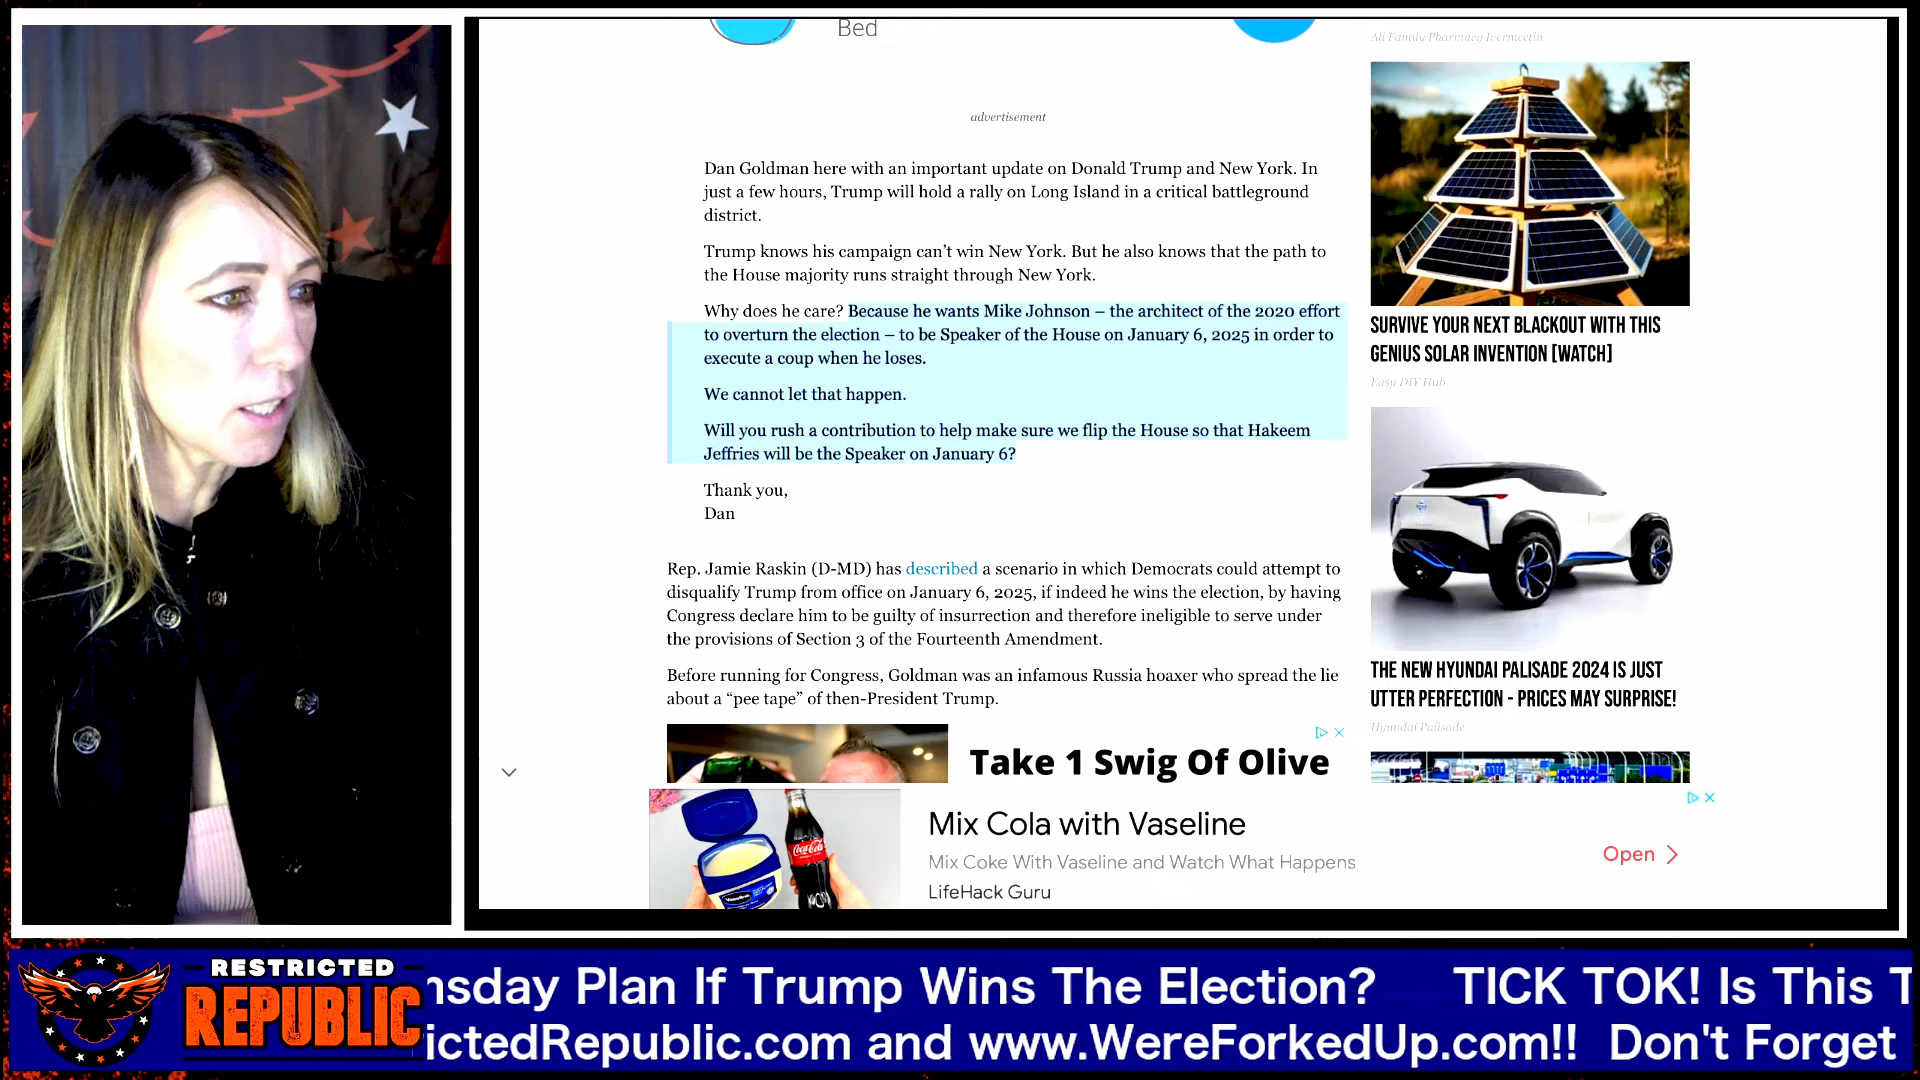 Bed
Ali Family Pharmacy Ivermectin
advertisement
Dan Goldman here with an important update on Donald Trump and New York. In
just a few hours, Trump will hold a rally on Long Island in a critical battleground
district.
Trump knows his campaign can't win New York. But he also knows that the path to
the House majority runs straight through New York.
Why does he care? Because he wants Mike Johnson – the architect of the 2020 effort
to overturn the election – to be Speaker of the House on January 6, 2025 in order to
execute a coup when he loses.
We cannot let that happen.
Will you rush a contribution to help make sure we flip the House so that Hakeem
Jeffries will be the Speaker on January 6?
Thank you,
Dan
Rep. Jamie Raskin (D-MD) has described a scenario in which Democrats could attempt to
disqualify Trump from office on January 6, 2025, if indeed he wins the election, by having
Congress declare him to be guilty of insurrection and therefore ineligible to serve under
the provisions of Section 3 of the Fourteenth Amendment.
Before running for Congress, Goldman was an infamous Russia hoaxer who spread the lie
about a “pee tape” of then-President Trump.
SURVIVE YOUR NEXT BLACKOUT WITH THIS
GENIUS SOLAR INVENTION [WATCH]
Easy DIY Hub
THE NEW HYUNDAI PALISADE 2024 IS JUST
UTTER PERFECTION - PRICES MAY SURPRISE!
Hyundai Palisade
Take 1 Swig Of Olive
Mix Cola with Vaseline
Mix Coke With Vaseline and Watch What Happens
LifeHack Guru
Open
Coca-Cola
Vaseline
RESTRICTED
REPUBLIC
nsday Plan If Trump Wins The Election? TICK TOK! Is This T
ictedRepublic.com and www.WereForkedUp.com!! Don't Forget